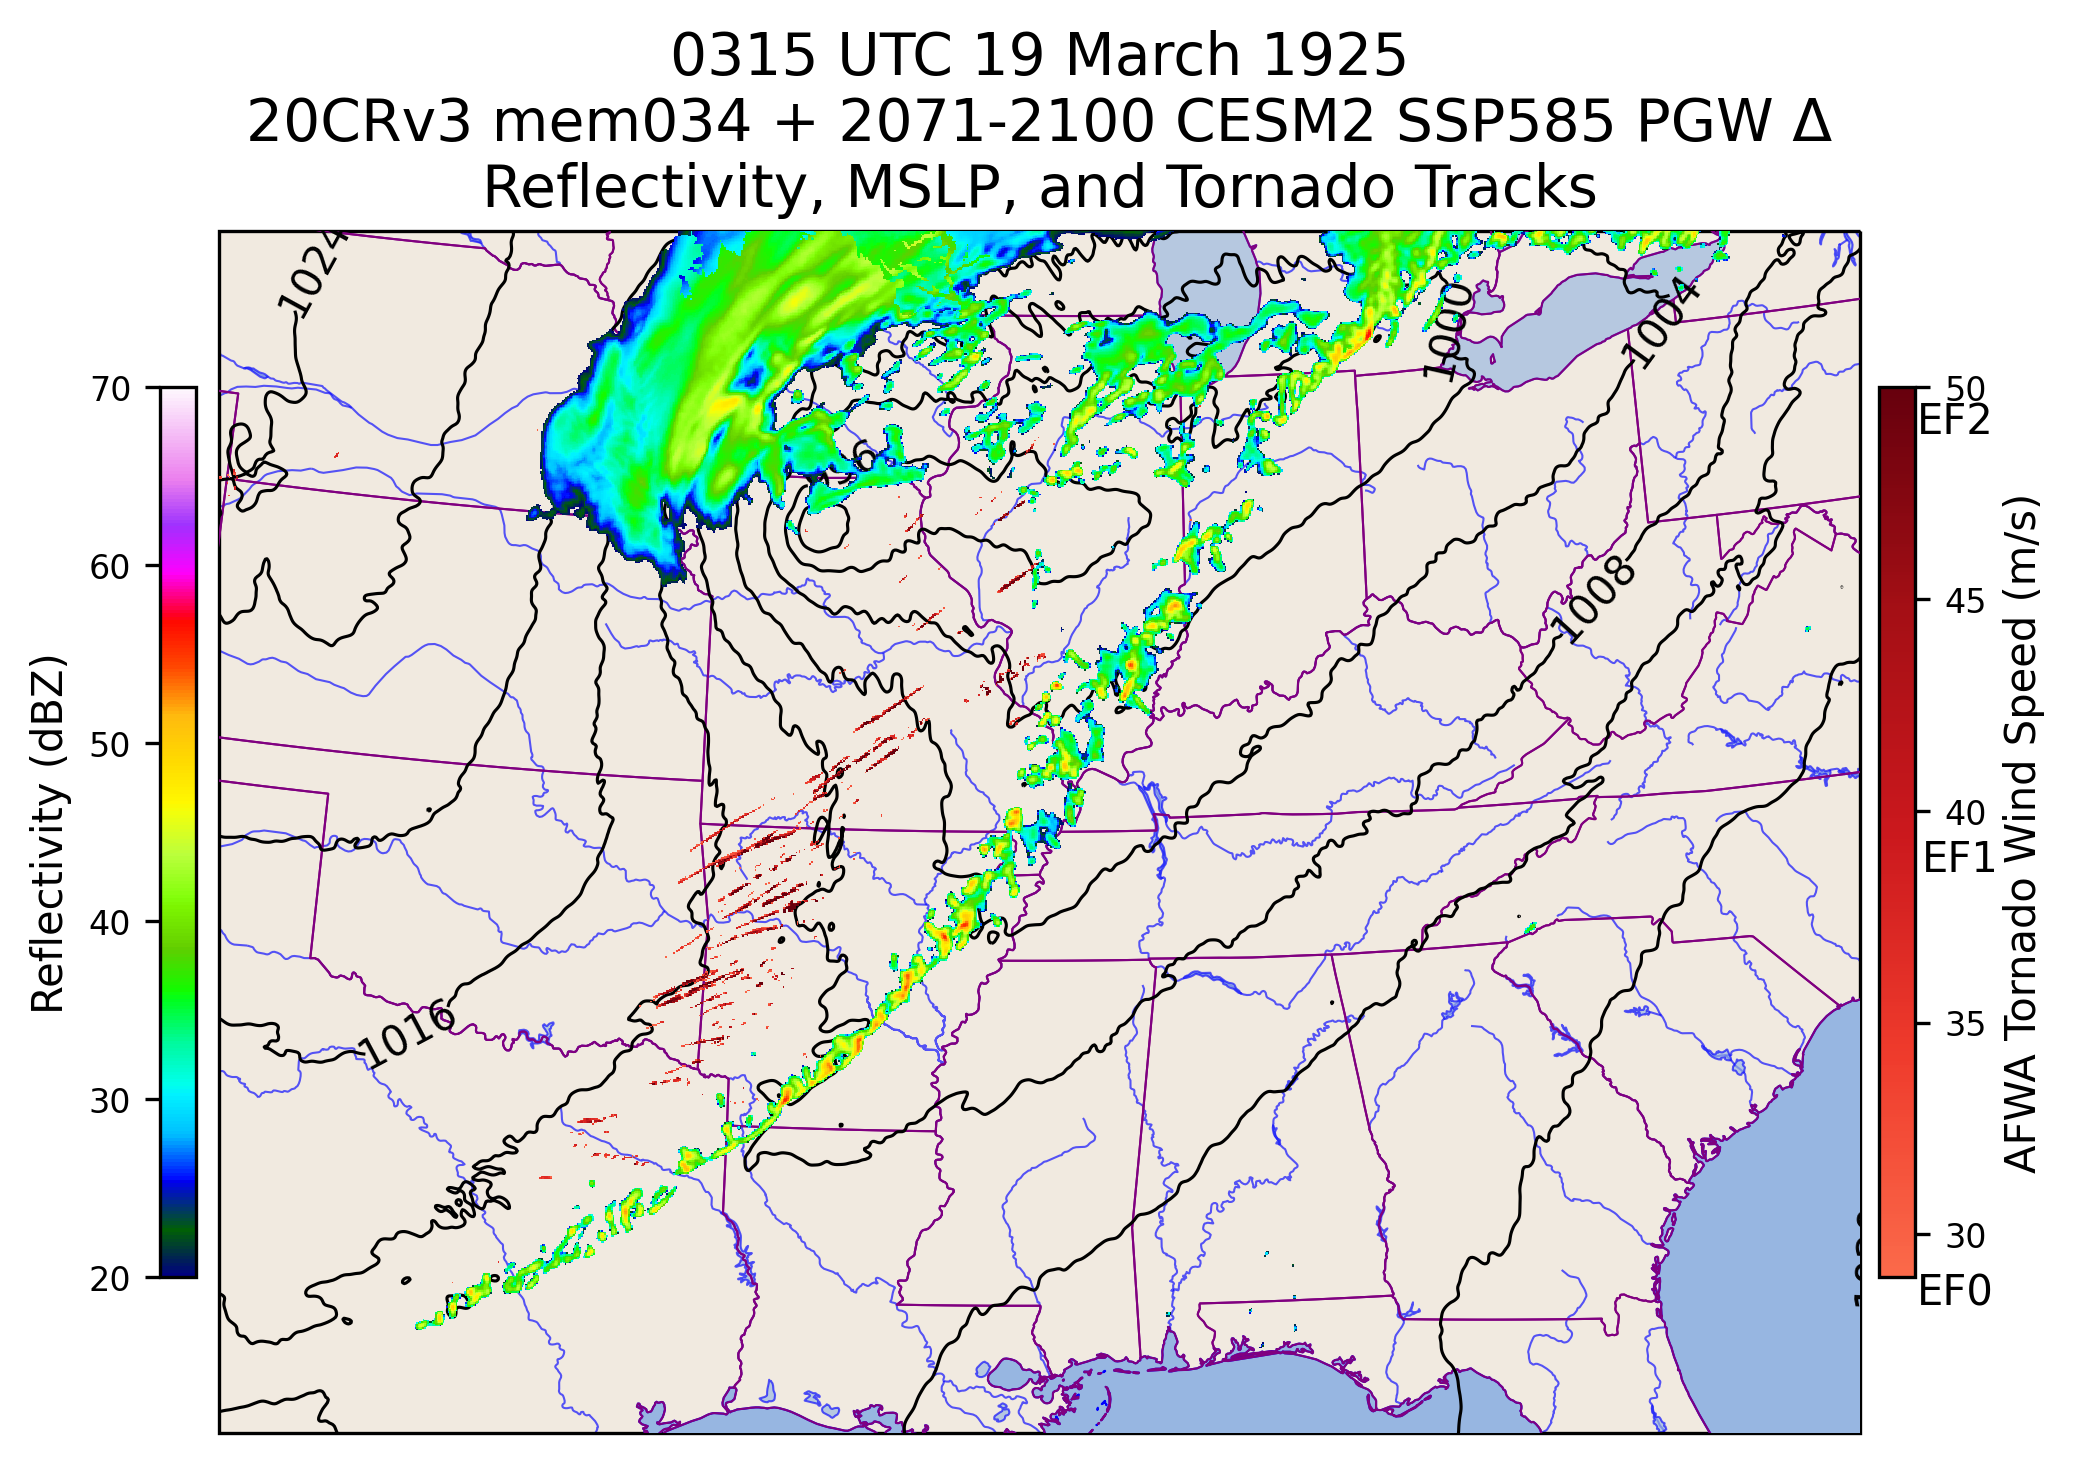 0315 UTC 19 March 1925
20CRv3 mem034 + 2071-2100 CESM2 SSP585 PGW Δ
Reflectivity, MSLP, and Tornado Tracks
1024
1000
1004
1008
1016
70
60
50
40
30
20
Reflectivity (dBZ)
50
EF2
45
40
EF1
35
30
EF0
AFWA Tornado Wind Speed (m/s)